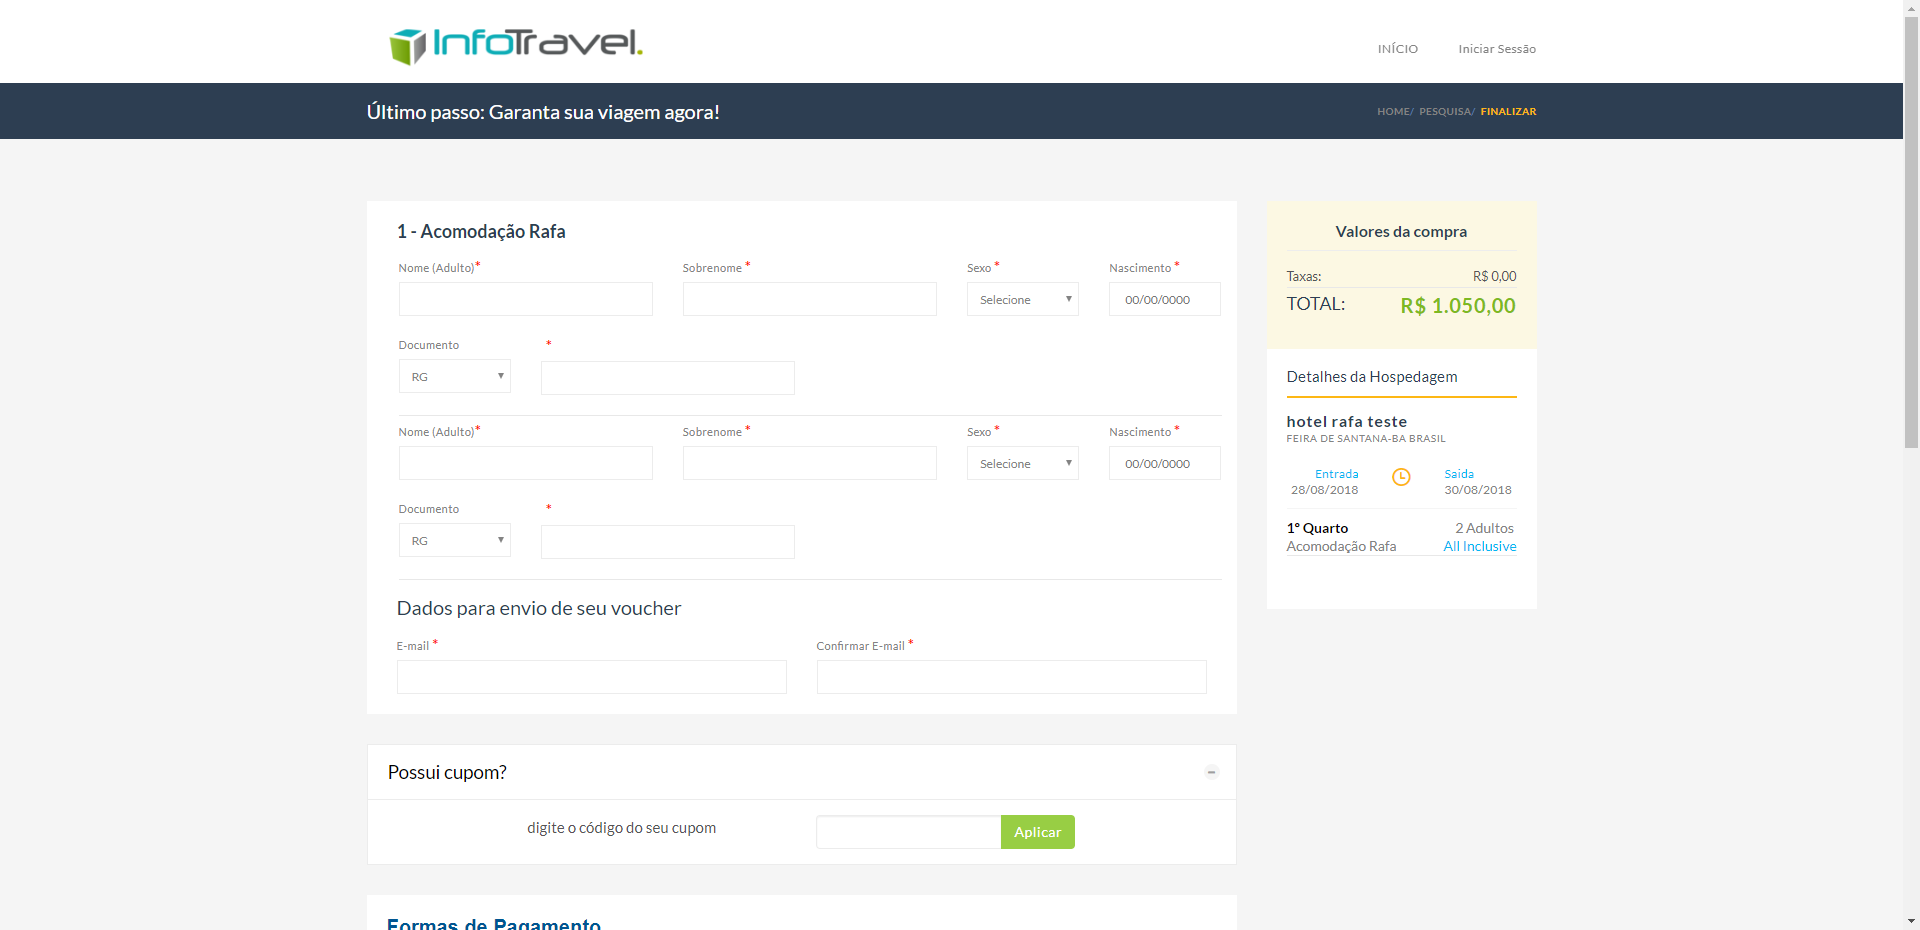 InfoTravel.
INÍCIO Iniciar Sessão
Último passo: Garanta sua viagem agora!
HOME/ PESQUISA/ FINALIZAR
1 - Acomodação Rafa
Nome (Adulto)* Sobrenome * Sexo * Nascimento *
Selecione 00/00/0000
Documento *
RG
Nome (Adulto)* Sobrenome * Sexo * Nascimento *
Selecione 00/00/0000
Documento *
RG
Dados para envio de seu voucher
E-mail * Confirmar E-mail *
Possui cupom?
digite o código do seu cupom Aplicar
Formas de Pagamento
Valores da compra
Taxas: R$ 0,00
TOTAL: R$ 1.050,00
Detalhes da Hospedagem
hotel rafa teste
FEIRA DE SANTANA-BA BRASIL
Entrada Saida
28/08/2018 30/08/2018
1º Quarto 2 Adultos
Acomodação Rafa All Inclusive